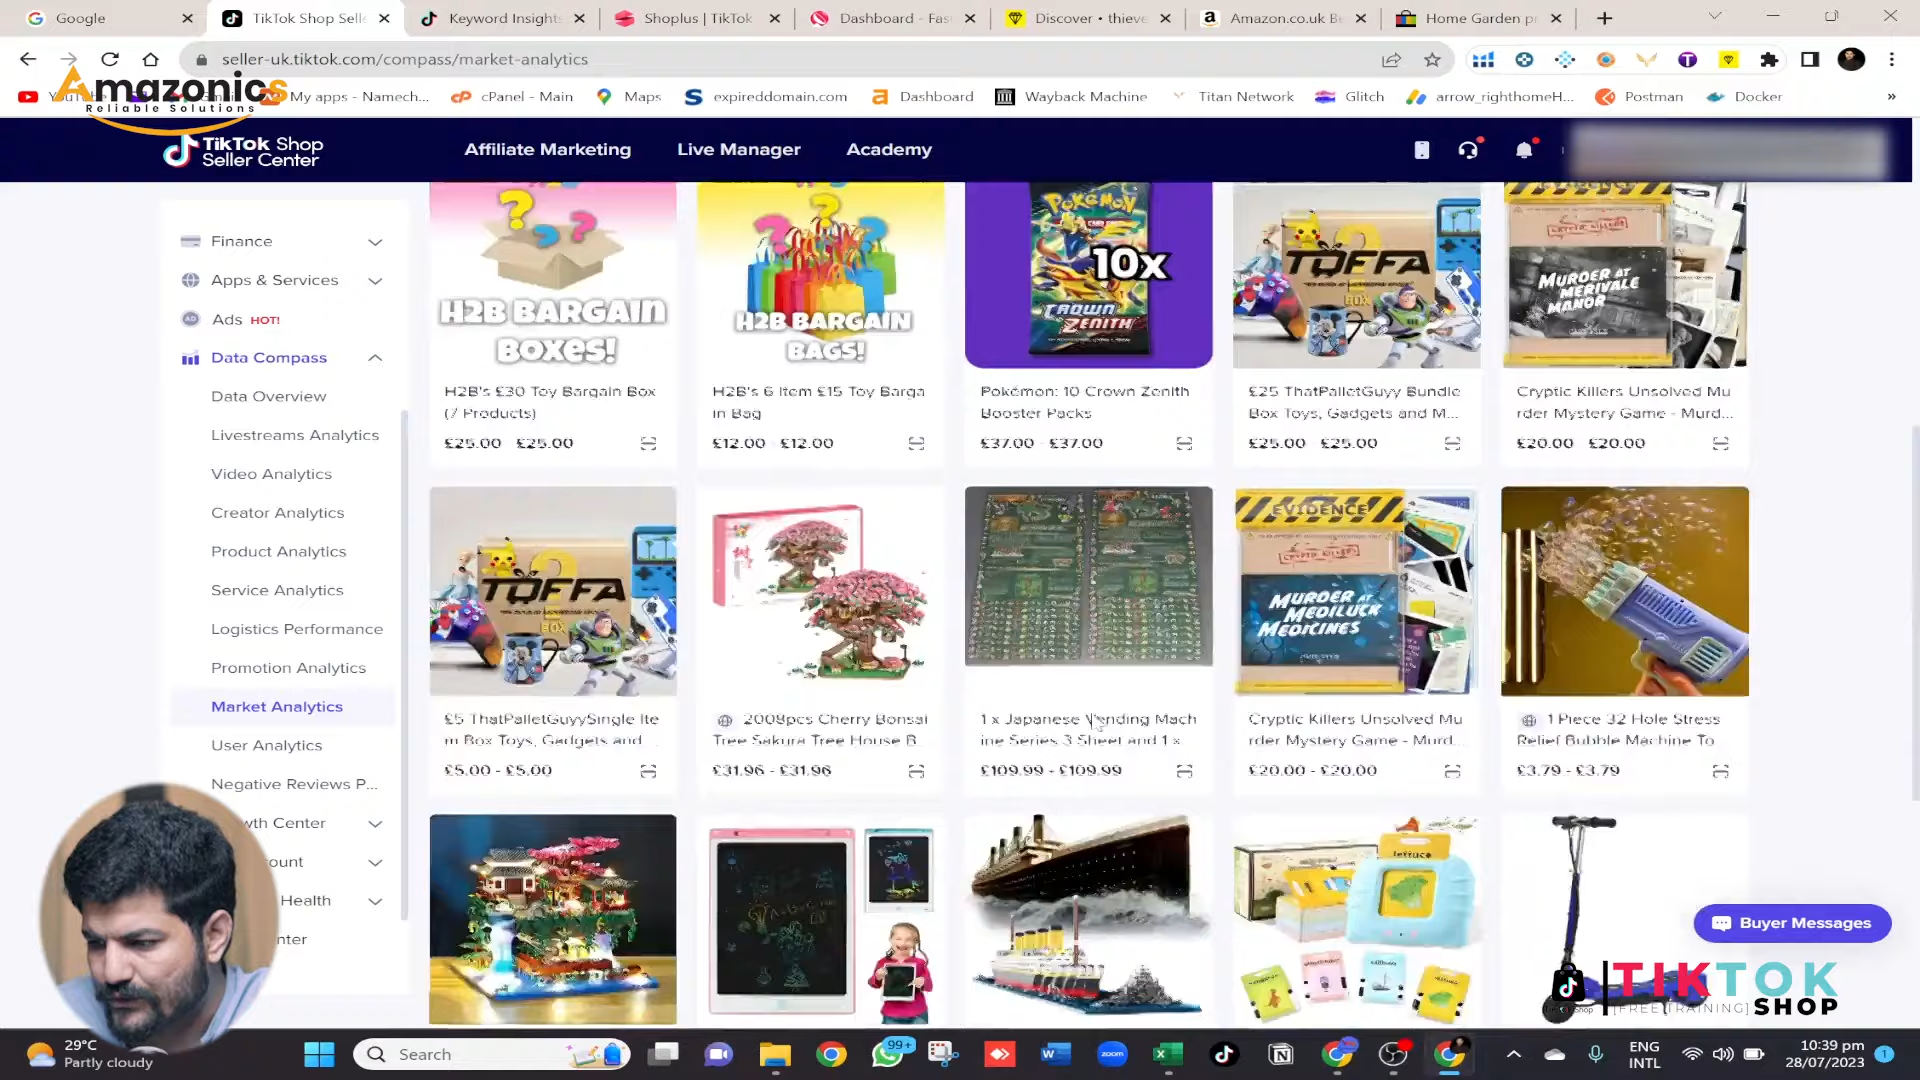 Google
TikTok Shop Selle
Keyword Insights
Shoplus | TikTok
Dashboard - Fas
Discover • thieve
Amazon.co.uk Be
Home Garden pr
seller-uk.tiktok.com/compass/market-analytics
My apps - Namech...
cPanel - Main
Maps
expireddomain.com
Dashboard
Wayback Machine
Titan Network
Glitch
arrow_righthomeH...
Postman
Docker
»
Amazonics
Reliable Solutions
TikTok Shop
Seller Center
Affiliate Marketing
Live Manager
Academy
Finance
Apps & Services
Ads HOT!
Data Compass
Data Overview
Livestreams Analytics
Video Analytics
Creator Analytics
Product Analytics
Service Analytics
Logistics Performance
Promotion Analytics
Market Analytics
User Analytics
Negative Reviews P...
wth Center
ount
Health
nter
H2B BARGAIN
BOXES!
H2B's £30 Toy Bargain Box
(7 Products)
£25.00 - £25.00
H2B BARGAIN
BAGS!
H2B's 6 Item £15 Toy Barga
in Bag
£12.00 - £12.00
POKéMON
10x
CROWN
ZENITH
Pokémon: 10 Crown Zenith
Booster Packs
£37.00 - £37.00
TOFFA
BOX
£25 ThatPalletGuyy Bundle
Box Toys, Gadgets and M...
£25.00 - £25.00
MURDER AT
MERIVALE
MANOR
Cryptic Killers Unsolved Mu
rder Mystery Game - Murd...
£20.00 - £20.00
TOFFA
BOX
£5 ThatPalletGuyySingle Ite
m Box Toys, Gadgets and
£5.00 - £5.00
2008pcs Cherry Bonsai
Tree Sakura Tree House B
£31.96 - £31.96
1 x Japanese Vending Mach
ine Series 3 Sheet and 1 x
£109.99 - £109.99
EVIDENCE
CRYPTIC KILLERS
MURDER AT
MEDILUCK
MEDICINES
Cryptic Killers Unsolved Mu
rder Mystery Game - Murd...
£20.00 - £20.00
1 Piece 32 Hole Stress
Relief Bubble Machine To
£3.79 - £3.79
lettuce
Buyer Messages
TIKTOK
[FREE TRAINING] SHOP
29°C
Partly cloudy
Search
99+
zoom
ENG
INTL
10:39 pm
28/07/2023
1